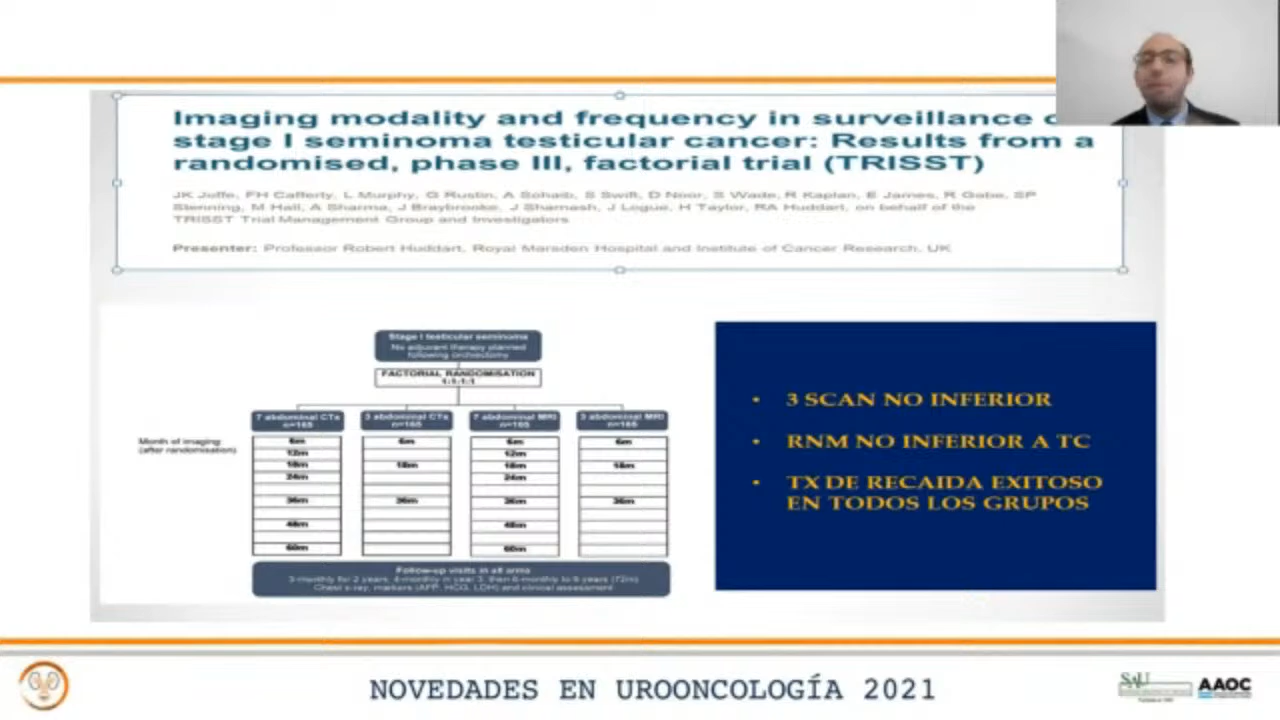 Imaging modality and frequency in surveillance
stage I seminoma testicular cancer: Results from a
randomised, phase III, factorial trial (TRISST)
JK Joffe, FH Cafferty, L Murphy, G Rustin, A Sohaib, S Swift, D Noor, S Wade, R Kaplan, E James, R Gabe, SP
Stenning, M Hall, A Sharma, J Braybrooke, J Shamash, J Logue, H Taylor, RA Huddart, on behalf of the
TRISST Trial Management Group and Investigators
Presenter: Professor Robert Huddart, Royal Marsden Hospital and Institute of Cancer Research, UK
Stage I testicular seminoma
No adjuvant therapy planned
following orchiectomy
FACTORIAL RANDOMISATION
1:1:1:1
7 abdominal CTs
n=165
3 abdominal CTs
n=165
7 abdominal MRI
n=165
3 abdominal MRI
n=165
Month of imaging
(after randomisation)
6m 6m 6m 6m
12m 12m
18m 18m 18m 18m
24m 24m
36m 36m 36m 36m
48m 48m
60m 60m
Follow-up visits in all arms
3-monthly for 2 years, 4-monthly in year 3, then 6-monthly to 6 years (72m)
Chest x-ray, markers (AFP, HCG, LDH) and clinical assessment
• 3 SCAN NO INFERIOR
• RNM NO INFERIOR A TC
• TX DE RECAIDA EXITOSO
EN TODOS LOS GRUPOS
NOVEDADES EN UROONCOLOGÍA 2021
SAU
AAOC